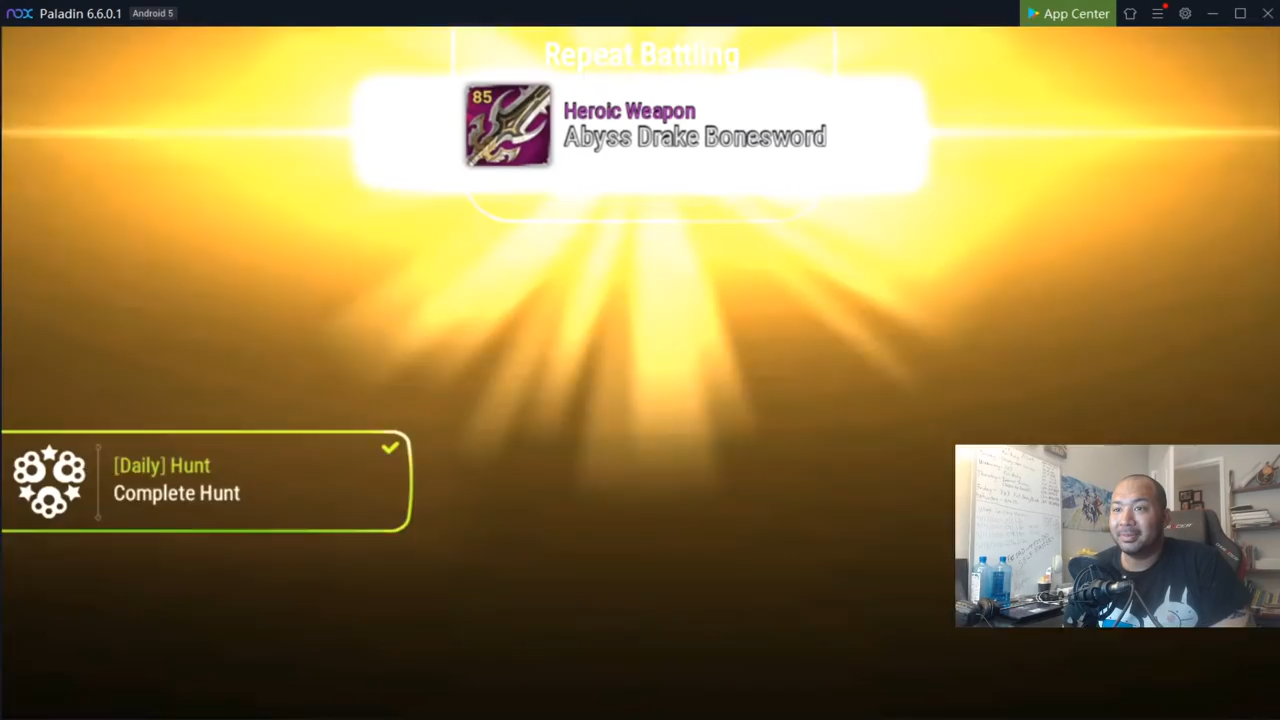 nox Paladin 6.6.0.1 Android 5
App Center
Repeat Battling
85
Heroic Weapon
Abyss Drake Bonesword
[Daily] Hunt
Complete Hunt